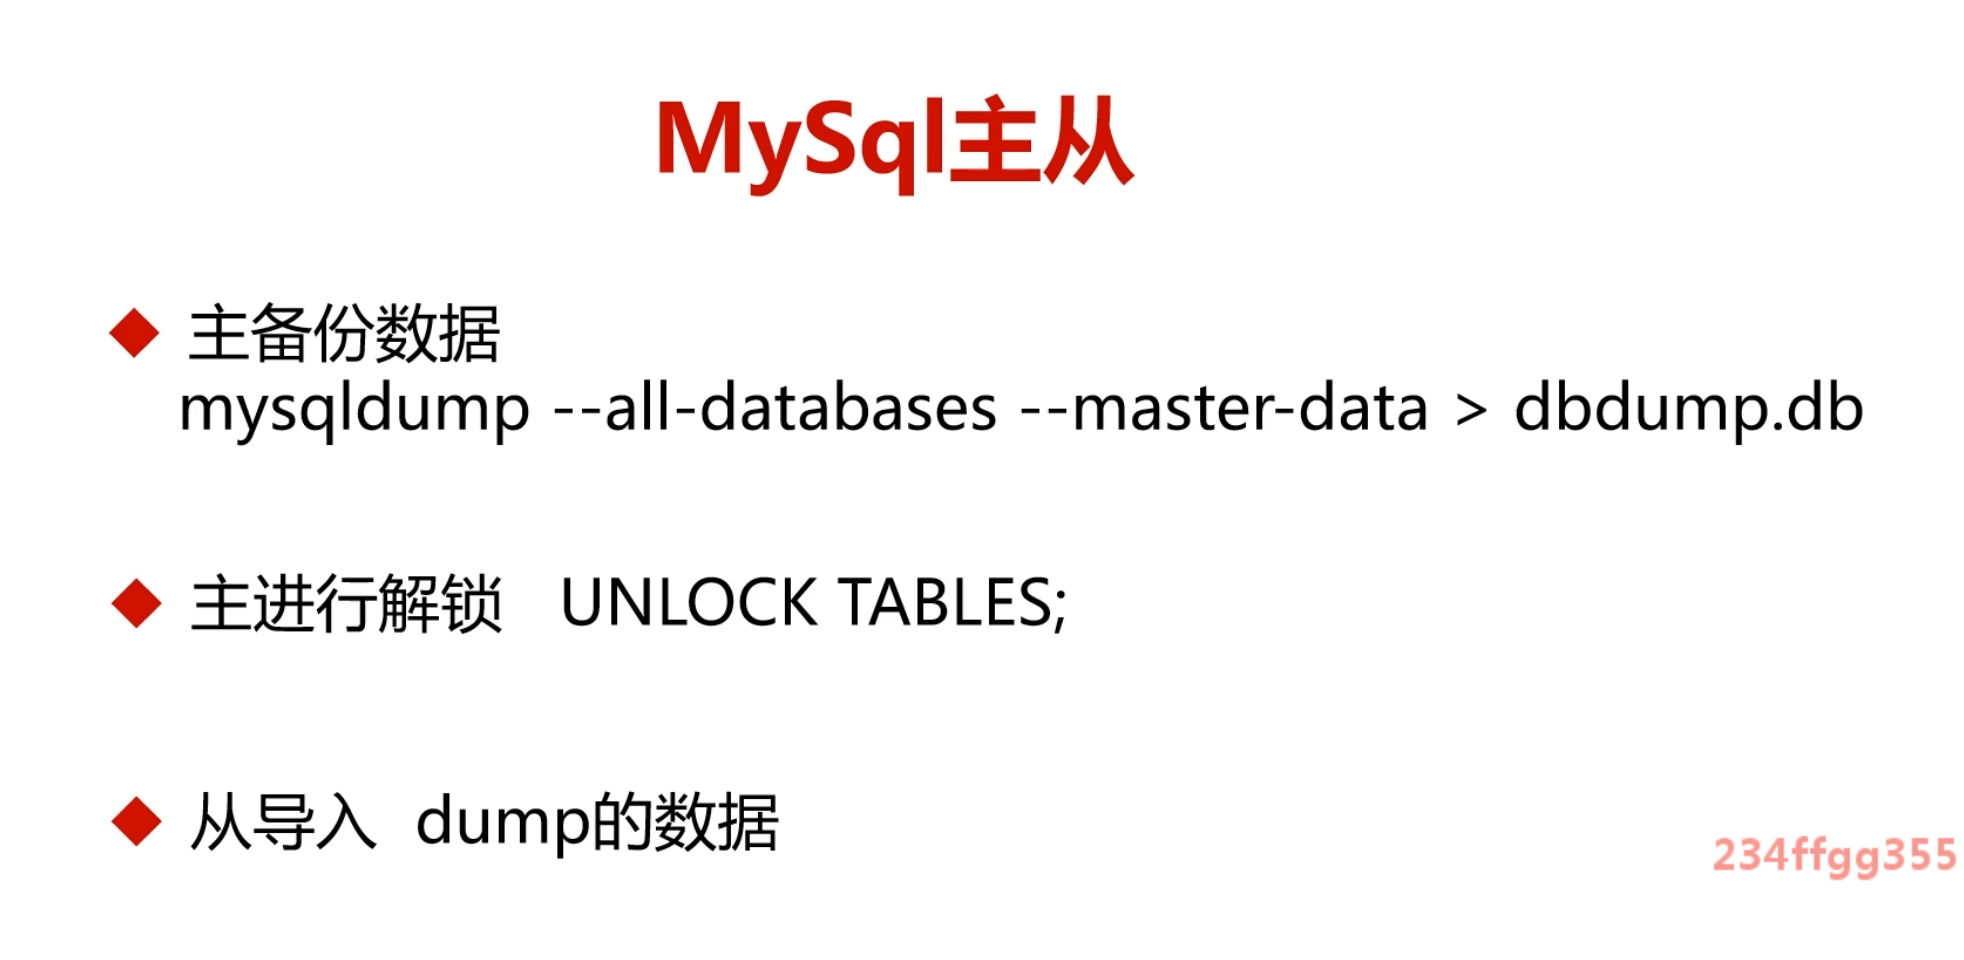 MySql主从
主备份数据
mysqldump --all-databases --master-data > dbdump.db
主进行解锁 UNLOCK TABLES;
从导入 dump的数据
234ffgg355